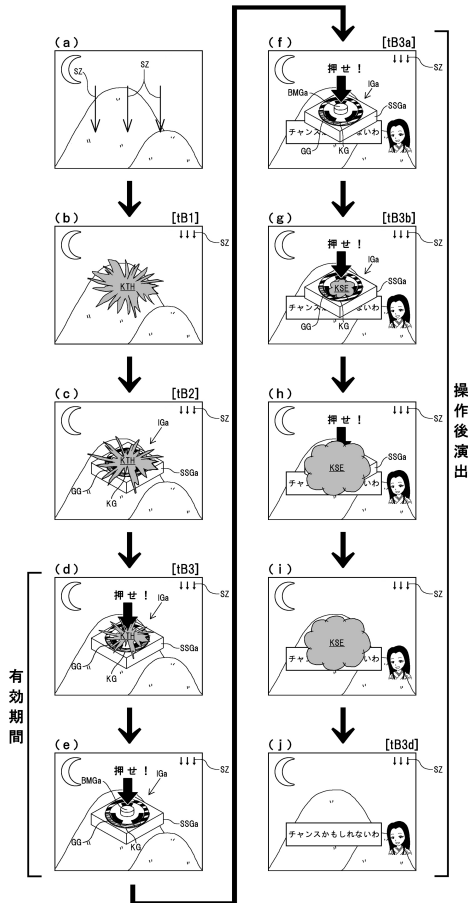 (a)
SZ
SZ
(b) [tB1]
SZ
KTH
(c) [tB2]
SZ
IGa
KTH
SSGa
GG
KG
(d) [tB3]
SZ
押せ！
IGa
KTH
SSGa
GG
KG
有効期間
(e)
SZ
押せ！
BMGa
IGa
SSGa
GG
KG
(f) [tB3a]
SZ
押せ！
BMGa
IGa
SSGa
チャンスか
ないわ
GG
KG
(g) [tB3b]
SZ
押せ！
IGa
KSE
SSGa
チャンス
ないわ
GG
KG
操作後演出
(h)
SZ
押せ！
SSGa
KSE
チャ
いわ
(i)
SZ
KSE
チャ
いわ
(j) [tB3d]
SZ
チャンスかもしれないわ